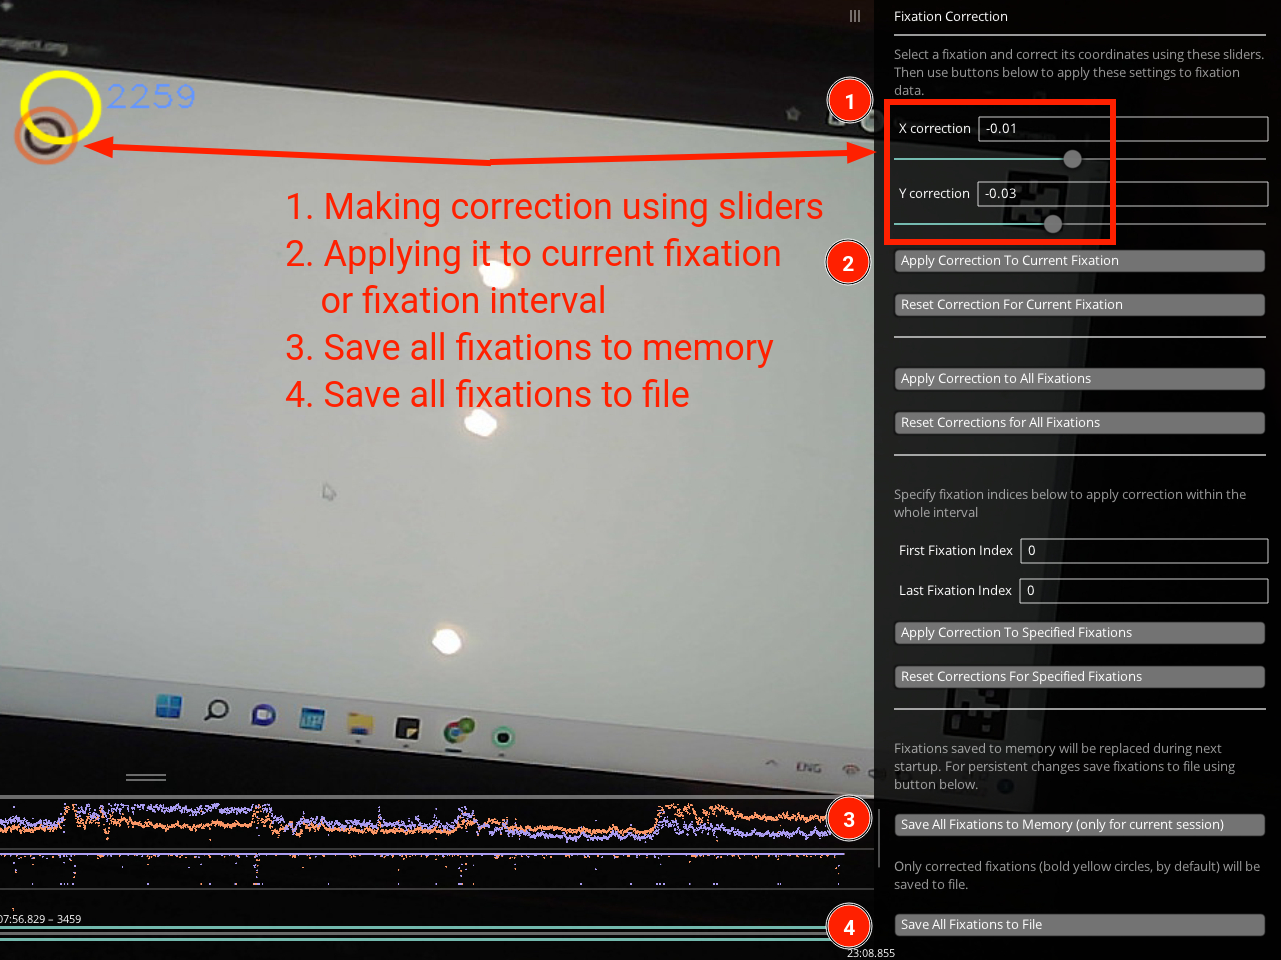 roject.org
2259
1. Making correction using sliders
2. Applying it to current fixation
or fixation interval
3. Save all fixations to memory
4. Save all fixations to file
ENG
07:56.829 – 3459
23:08.855
1
2
3
4
Fixation Correction
Select a fixation and correct its coordinates using these sliders.
Then use buttons below to apply these settings to fixation
data.
X correction -0.01
Y correction -0.03
Apply Correction To Current Fixation
Reset Correction For Current Fixation
Apply Correction to All Fixations
Reset Corrections for All Fixations
Specify fixation indices below to apply correction within the
whole interval
First Fixation Index 0
Last Fixation Index 0
Apply Correction To Specified Fixations
Reset Corrections For Specified Fixations
Fixations saved to memory will be replaced during next
startup. For persistent changes save fixations to file using
button below.
Save All Fixations to Memory (only for current session)
Only corrected fixations (bold yellow circles, by default) will be
saved to file.
Save All Fixations to File